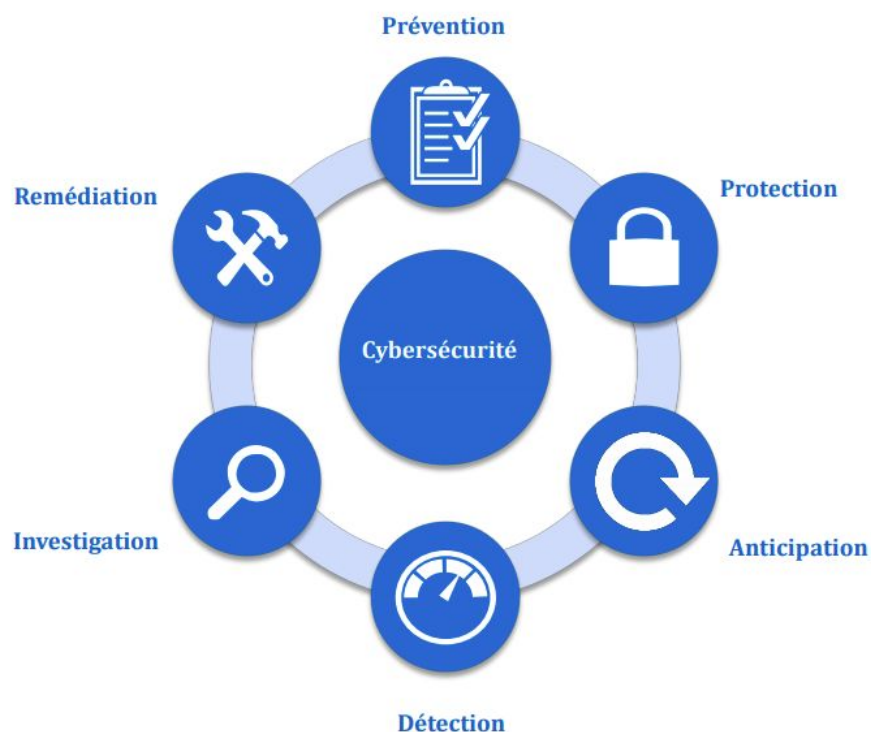 Prévention
Protection
Remédiation
Cybersécurité
Investigation
Anticipation
Détection